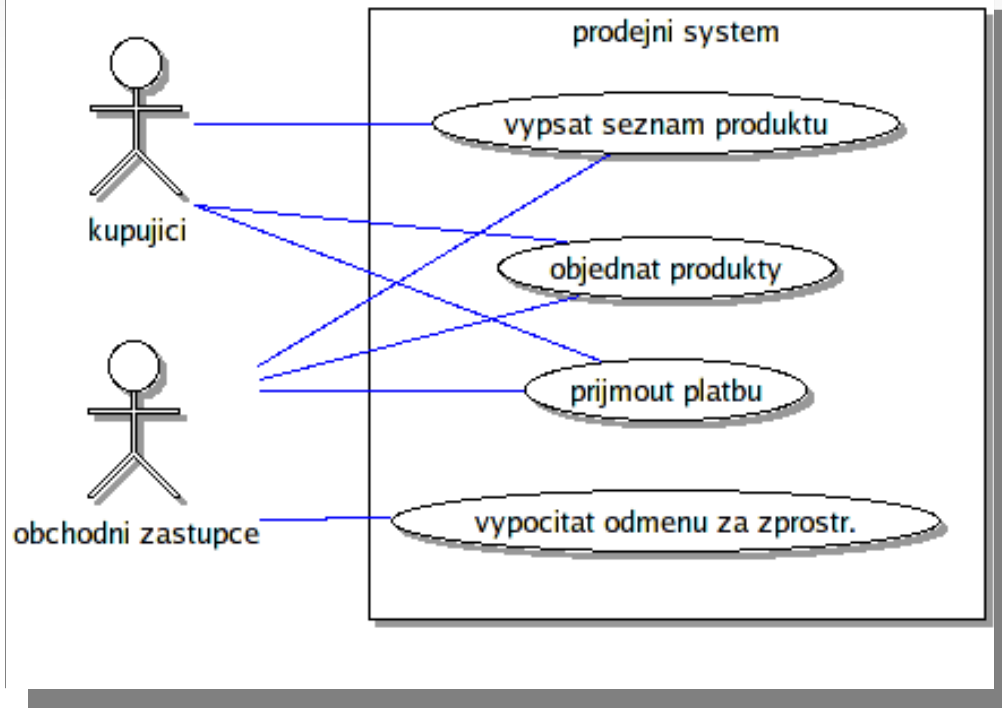 prodejni system
vypsat seznam produktu
kupujici
objednat produkty
prijmout platbu
obchodni zastupce
vypocitat odmenu za zprostr.